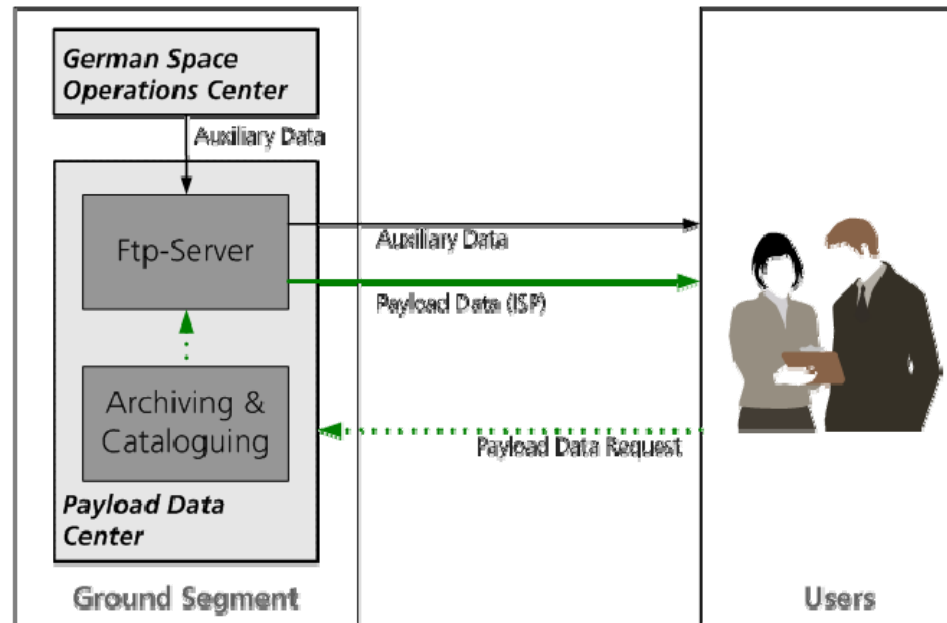 German Space
Operations Center
Auxiliary Data
Ftp-Server
Auxiliary Data
Payload Data (ISP)
Archiving &
Cataloguing
Payload Data Request
Payload Data
Center
Ground Segment
Users